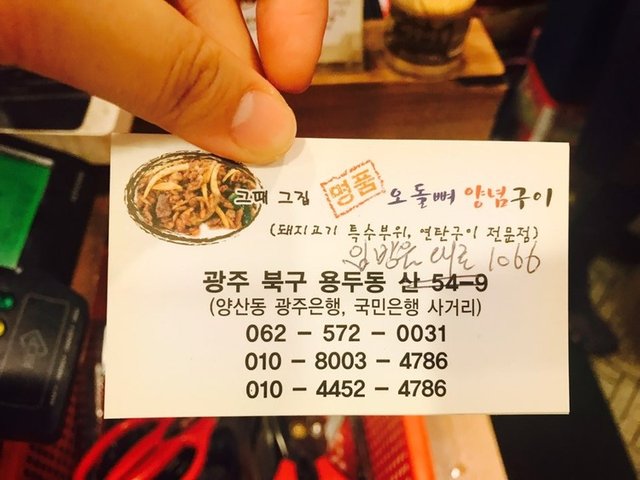 그때 그집 명품 오돌뼈 양념구이
(돼지고기 특수부위, 연탄구이 전문점)
임방울 대로 1066
광주 북구 용두동 산 54-9
(양산동 광주은행, 국민은행 사거리)
062 - 572 - 0031
010 - 8003 - 4786
010 - 4452 - 4786